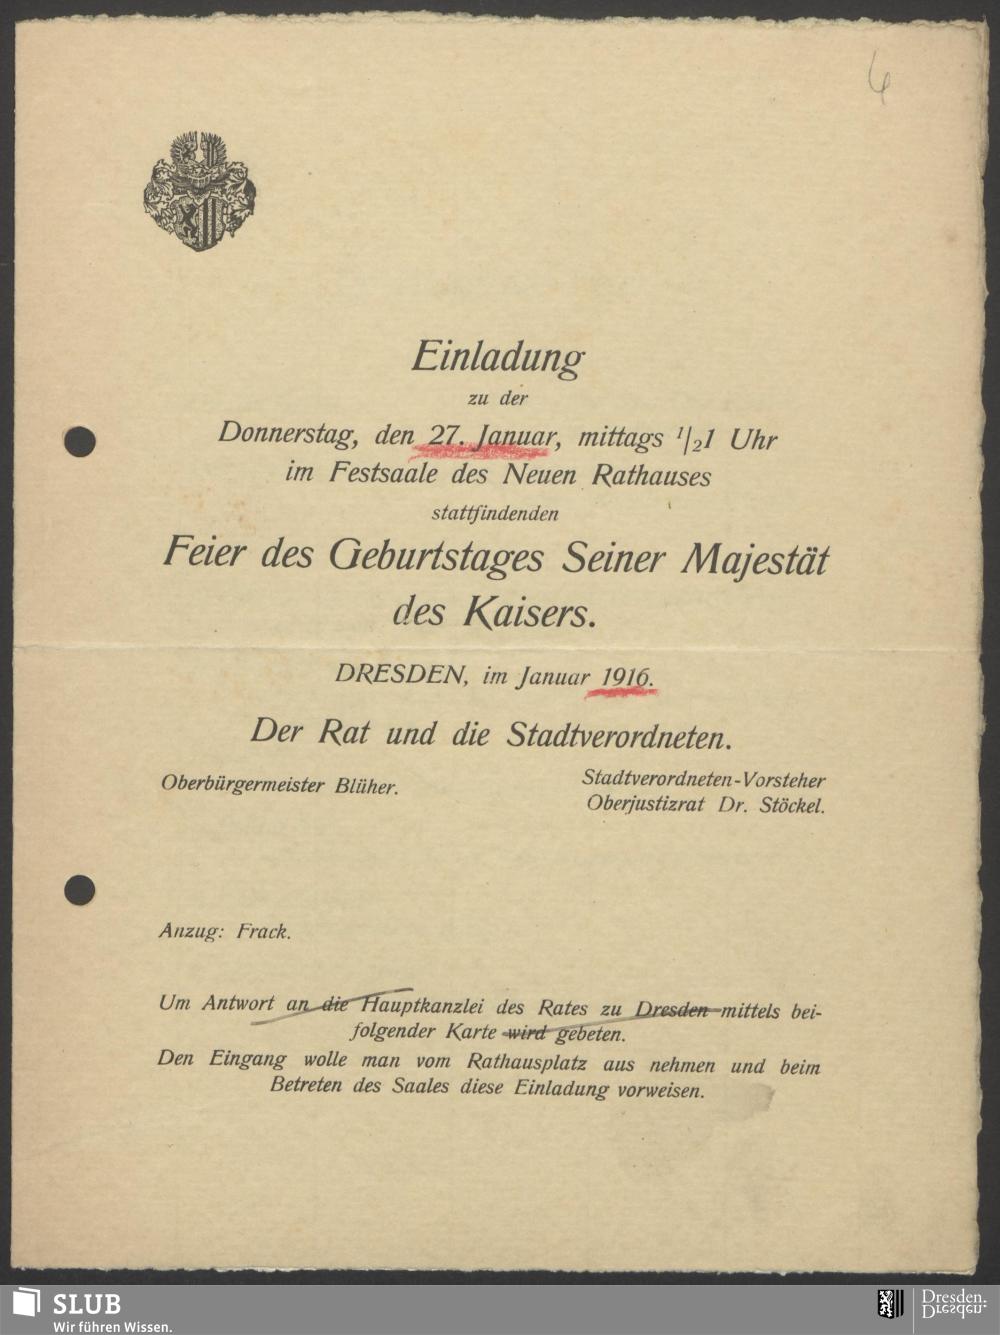 6
Einladung
zu der
Donnerstag, den 27. Januar, mittags ½1 Uhr
im Festsaale des Neuen Rathauses
stattfindenden
Feier des Geburtstages Seiner Majestät
des Kaisers.
DRESDEN, im Januar 1916.
Der Rat und die Stadtverordneten.
Oberbürgermeister Blüher.
Stadtverordneten-Vorsteher
Oberjustizrat Dr. Stöckel.
Anzug: Frack.
Um Antwort an die Hauptkanzlei des Rates zu Dresden mittels bei-
folgender Karte wird gebeten.
Den Eingang wolle man vom Rathausplatz aus nehmen und beim
Betreten des Saales diese Einladung vorweisen.
SLUB
Wir führen Wissen.
Dresden.
Dresden.